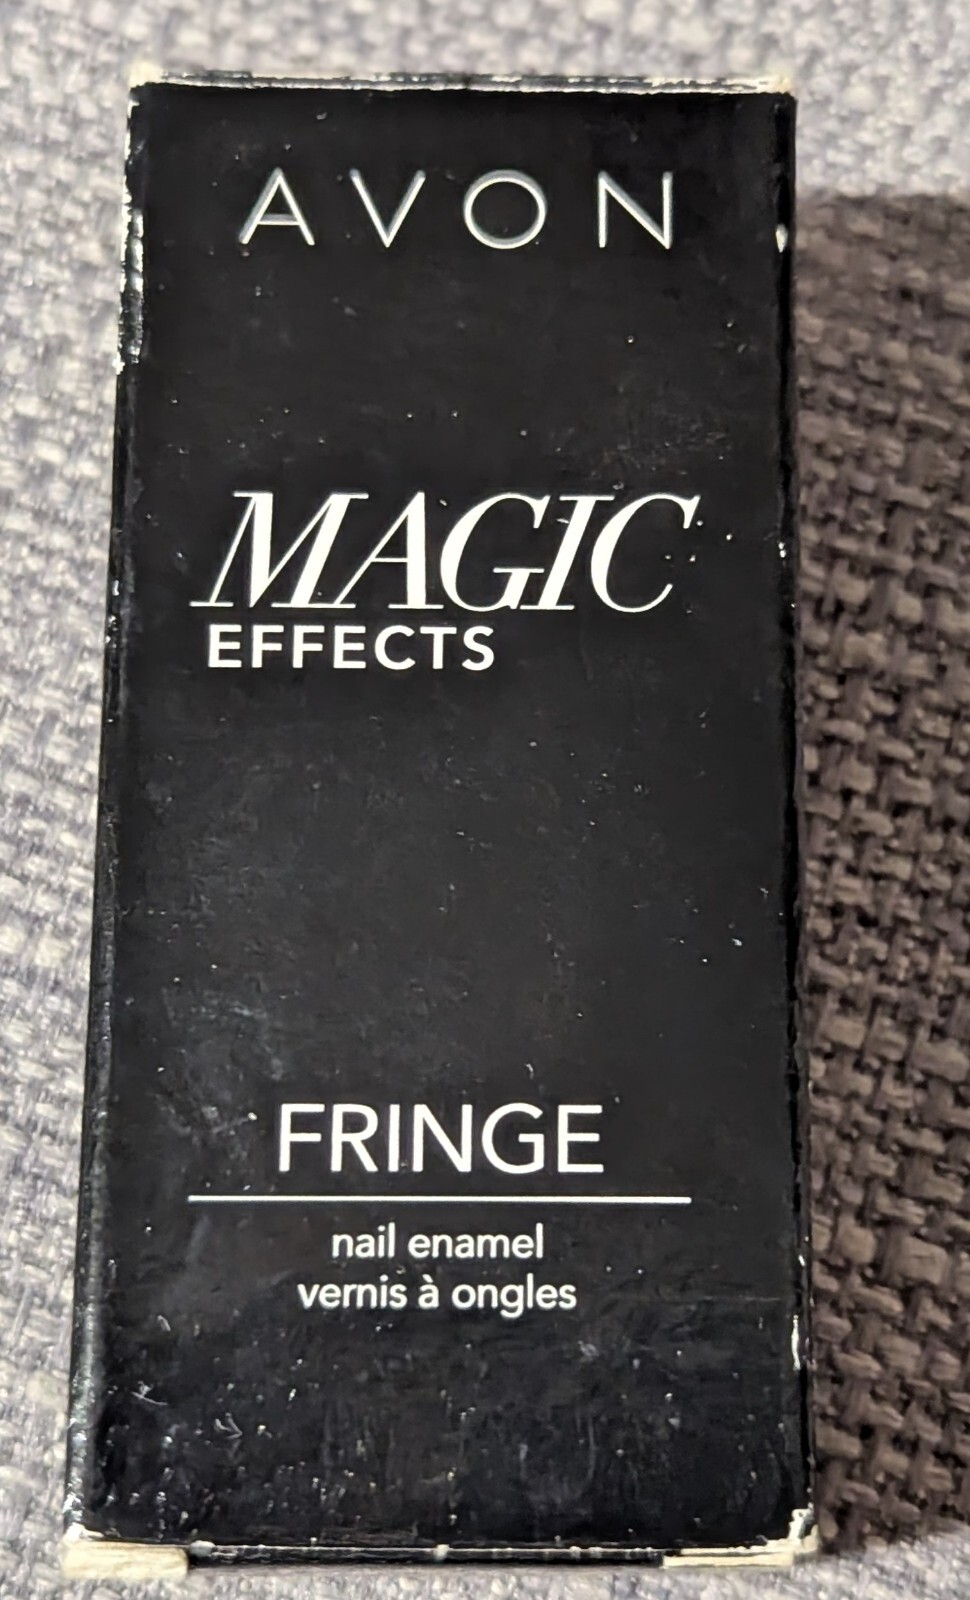 AVON
MAGIC
EFFECTS
FRINGE
nail enamel
vernis à ongles